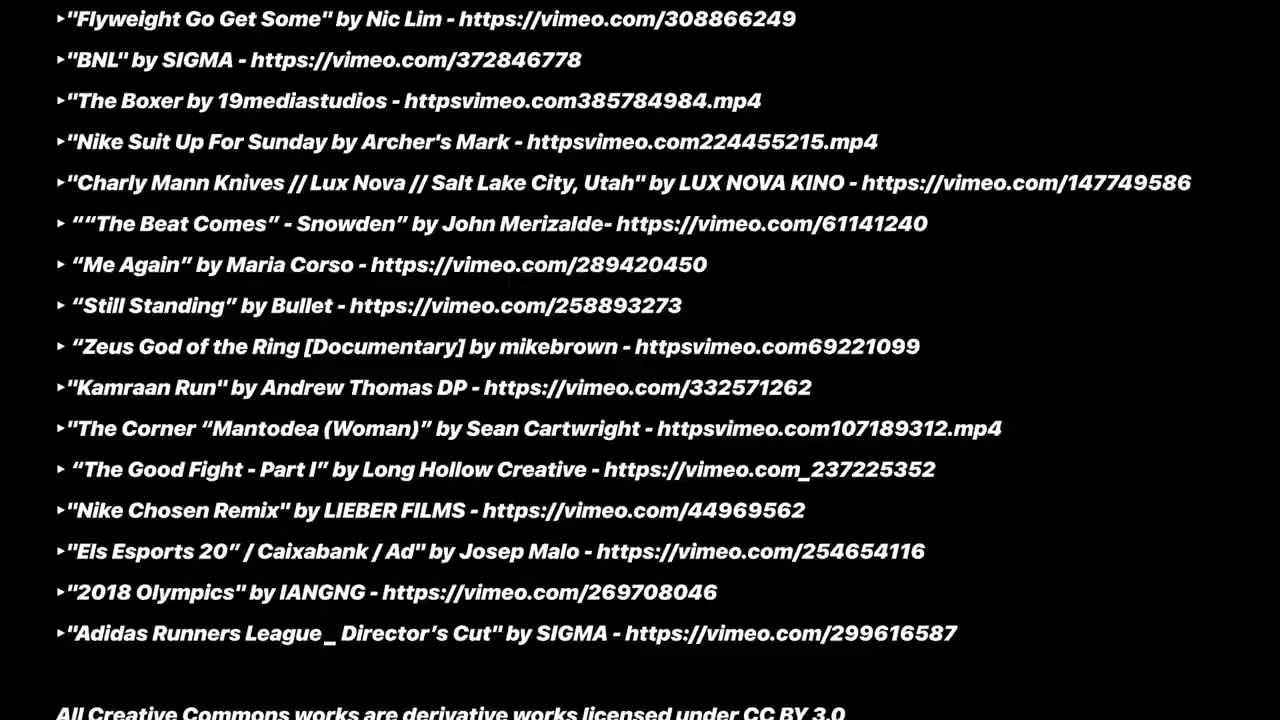 ‣"Flyweight Go Get Some" by Nic Lim - https://vimeo.com/308866249
‣"BNL" by SIGMA - https://vimeo.com/372846778
‣"The Boxer by 19mediastudios - httpsvimeo.com385784984.mp4
‣"Nike Suit Up For Sunday by Archer's Mark - httpsvimeo.com224455215.mp4
‣"Charly Mann Knives // Lux Nova // Salt Lake City, Utah" by LUX NOVA KINO - https://vimeo.com/147749586
‣ ““The Beat Comes” - Snowden” by John Merizalde- https://vimeo.com/61141240
‣ “Me Again” by Maria Corso - https://vimeo.com/289420450
‣ “Still Standing” by Bullet - https://vimeo.com/258893273
‣ “Zeus God of the Ring [Documentary] by mikebrown - httpsvimeo.com69221099
‣"Kamraan Run" by Andrew Thomas DP - https://vimeo.com/332571262
‣"The Corner “Mantodea (Woman)” by Sean Cartwright - httpsvimeo.com107189312.mp4
‣ “The Good Fight - Part I” by Long Hollow Creative - https://vimeo.com_237225352
‣"Nike Chosen Remix" by LIEBER FILMS - https://vimeo.com/44969562
‣"Els Esports 20” / Caixabank / Ad" by Josep Malo - https://vimeo.com/254654116
‣"2018 Olympics" by IANGNG - https://vimeo.com/269708046
‣"Adidas Runners League_ Director’s Cut" by SIGMA - https://vimeo.com/299616587
All Creative Commons works are derivative works licensed under CC BY 3.0